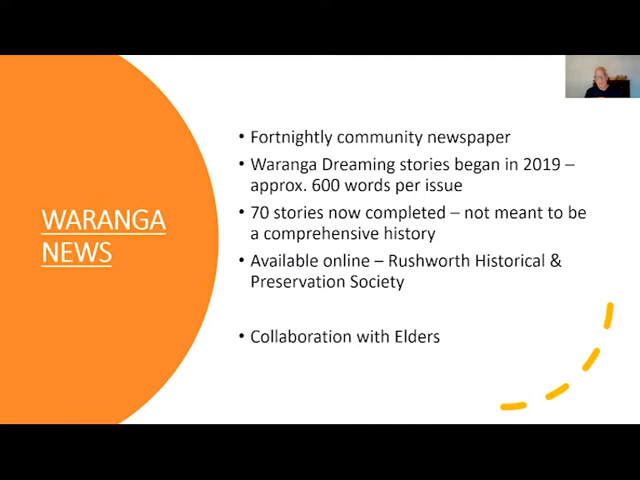 WARANGA
NEWS
• Fortnightly community newspaper
• Waranga Dreaming stories began in 2019 –
approx. 600 words per issue
• 70 stories now completed – not meant to be
a comprehensive history
• Available online – Rushworth Historical &
Preservation Society
• Collaboration with Elders